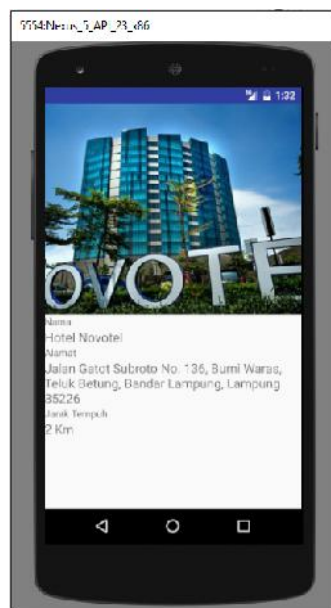 5554:Nexus_5_API_23_x86
1:32
OVOTE
Nama
Hotel Novotel
Alamat
Jalan Gatot Subroto No. 136, Bumi Waras,
Teluk Betung, Bandar Lampung, Lampung
35226
Jarak Tempuh
2 Km